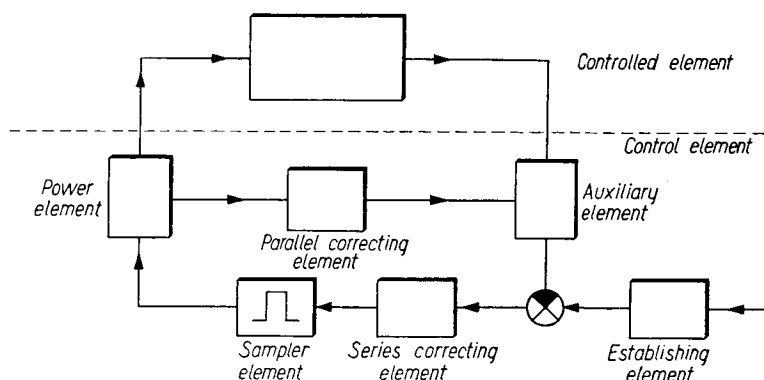 Controlled element
Control element
Power
element
Auxiliary
element
Parallel correcting
element
Sampler
element
Series correcting
element
Establishing
element